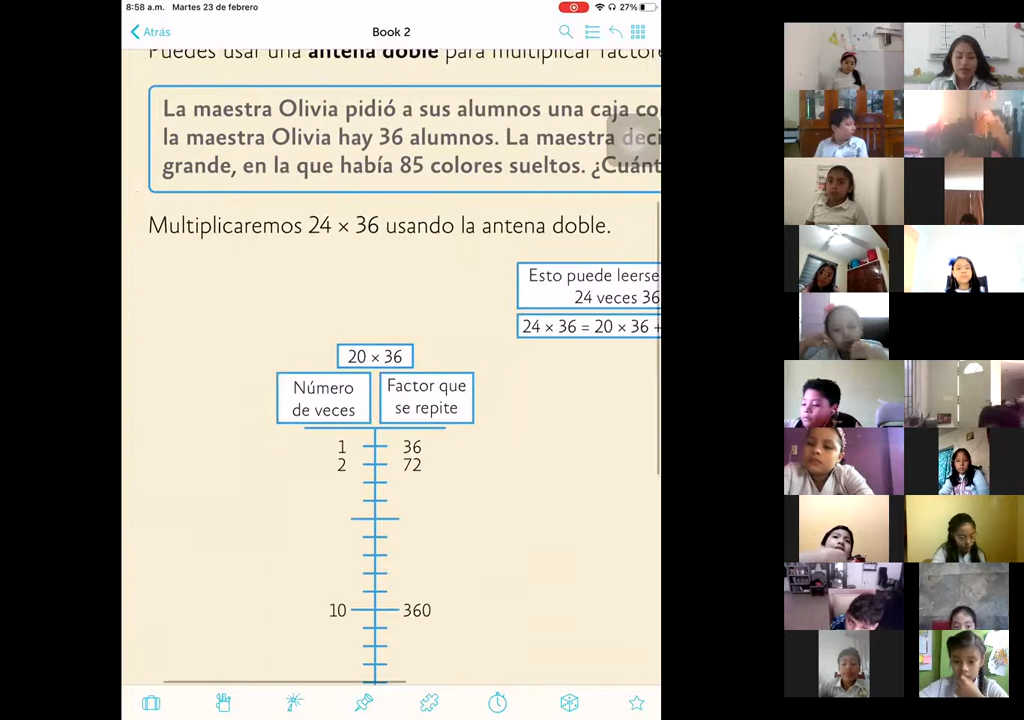 8:58 a.m. Martes 23 de febrero
27%
Atrás
Book 2
Puedes usar una antena doble para multiplicar factore
La maestra Olivia pidió a sus alumnos una caja co
la maestra Olivia hay 36 alumnos. La maestra deci
grande, en la que había 85 colores sueltos. ¿Cuánt
Multiplicaremos 24 × 36 usando la antena doble.
Esto puede leerse
24 veces 36
24 × 36 = 20 × 36 +
20 × 36
Número de veces
Factor que se repite
1 36
2 72
10 360